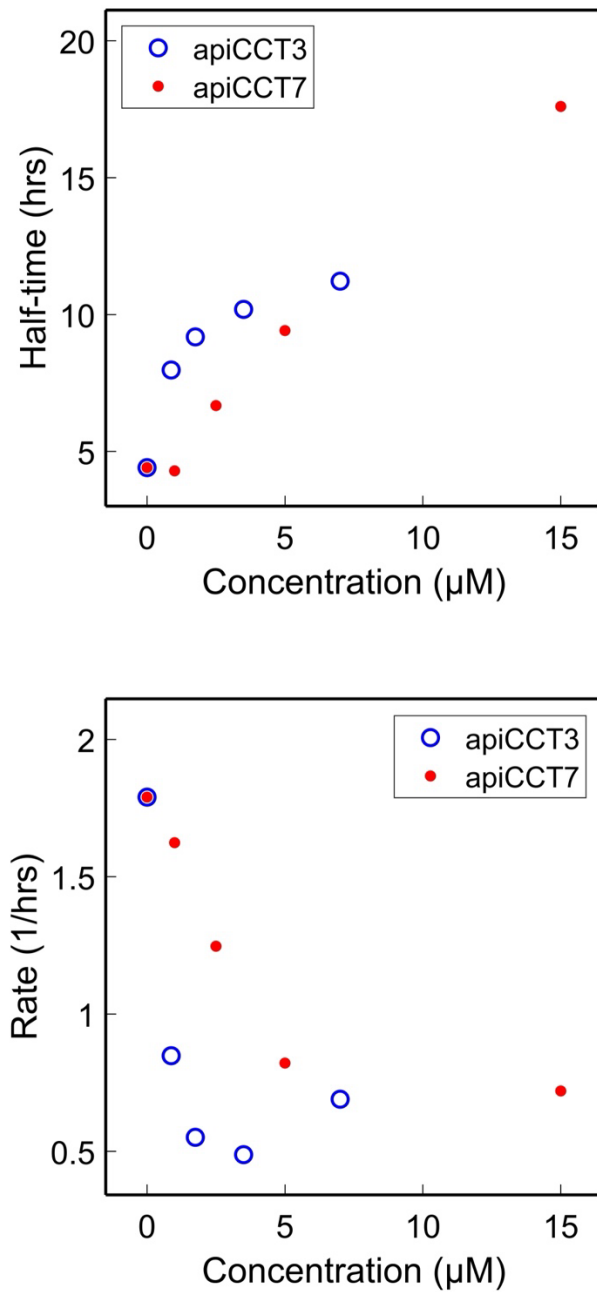 20
15
10
5
Half-time (hrs)
apiCCT3
apiCCT7
0 5 10 15
Concentration (µM)
2
1.5
1
0.5
Rate (1/hrs)
apiCCT3
apiCCT7
0 5 10 15
Concentration (µM)